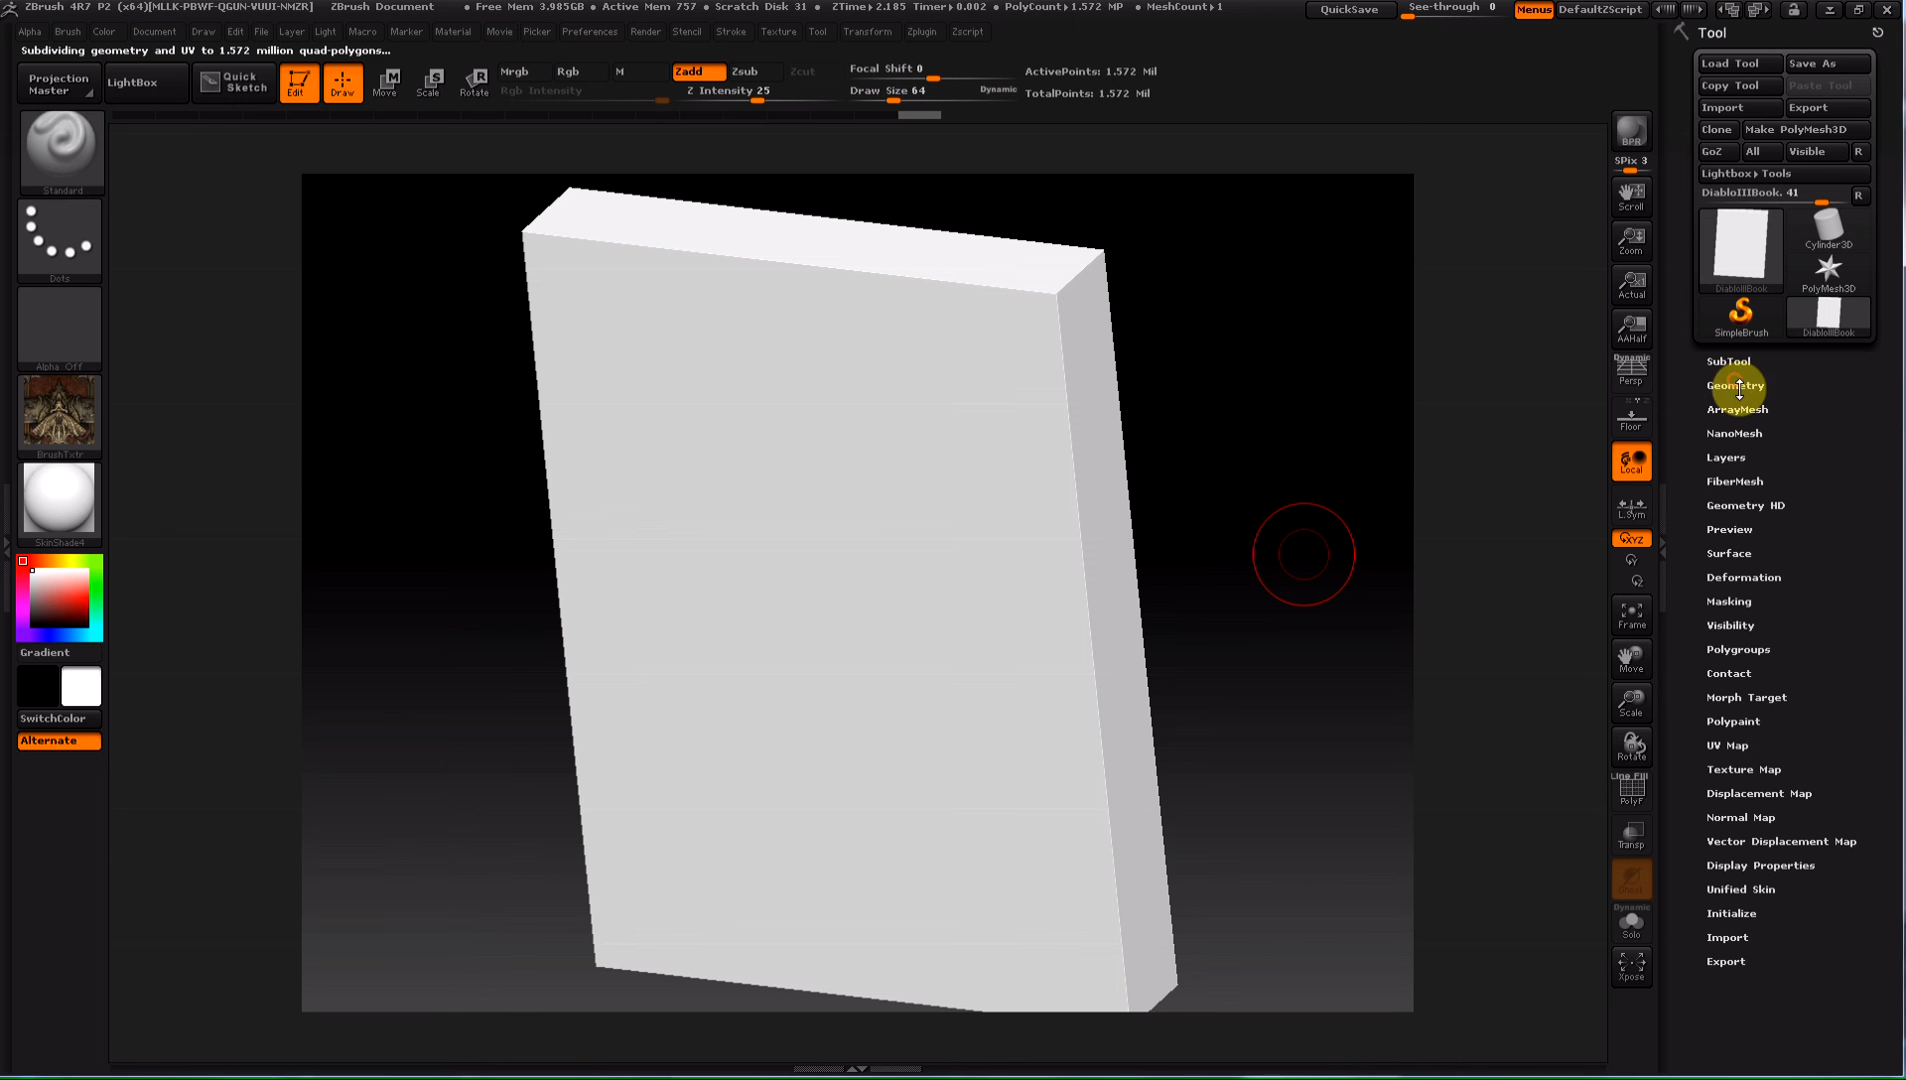 ZBrush 4R7 P2 (x64)[MLLK-PBWF-QGUN-VUUI-NMZR] ZBrush Document • Free Mem 3.985GB • Active Mem 757 • Scratch Disk 31 • ZTime▸2.185 Timer▸0.002 • PolyCount▸1.572 MP • MeshCount▸1 QuickSave See-through 0 Menus DefaultZScript
Alpha Brush Color Document Draw Edit File Layer Light Macro Marker Material Movie Picker Preferences Render Stencil Stroke Texture Tool Transform Zplugin Zscript
Subdividing geometry and UV to 1.572 million quad-polygons...
Projection Master
LightBox
Quick Sketch
Edit
Draw
Move
Scale
Rotate
Mrgb Rgb M Zadd Zsub Zcut
Rgb Intensity Z Intensity 25
Focal Shift 0
Draw Size 64 Dynamic
ActivePoints: 1.572 Mil
TotalPoints: 1.572 Mil
Standard
Dots
Alpha Off
BrushTxtr
SkinShade4
Gradient
SwitchColor
Alternate
BPR
SPix 3
Scroll
Zoom
Actual
AAHalf
Dynamic
Persp
Floor
Local
L.Sym
XYZ
Y
Z
Frame
Move
Scale
Rotate
Line Fill
PolyF
Transp
Ghost
Dynamic
Solo
Xpose
Tool
Load Tool Save As
Copy Tool Paste Tool
Import Export
Clone Make PolyMesh3D
GoZ All Visible R
Lightbox▸Tools
DiabloIIIBook. 41 R
DiabloIIIBook
Cylinder3D
PolyMesh3D
SimpleBrush
DiabloIIIBook
SubTool
Geometry
ArrayMesh
NanoMesh
Layers
FiberMesh
Geometry HD
Preview
Surface
Deformation
Masking
Visibility
Polygroups
Contact
Morph Target
Polypaint
UV Map
Texture Map
Displacement Map
Normal Map
Vector Displacement Map
Display Properties
Unified Skin
Initialize
Import
Export